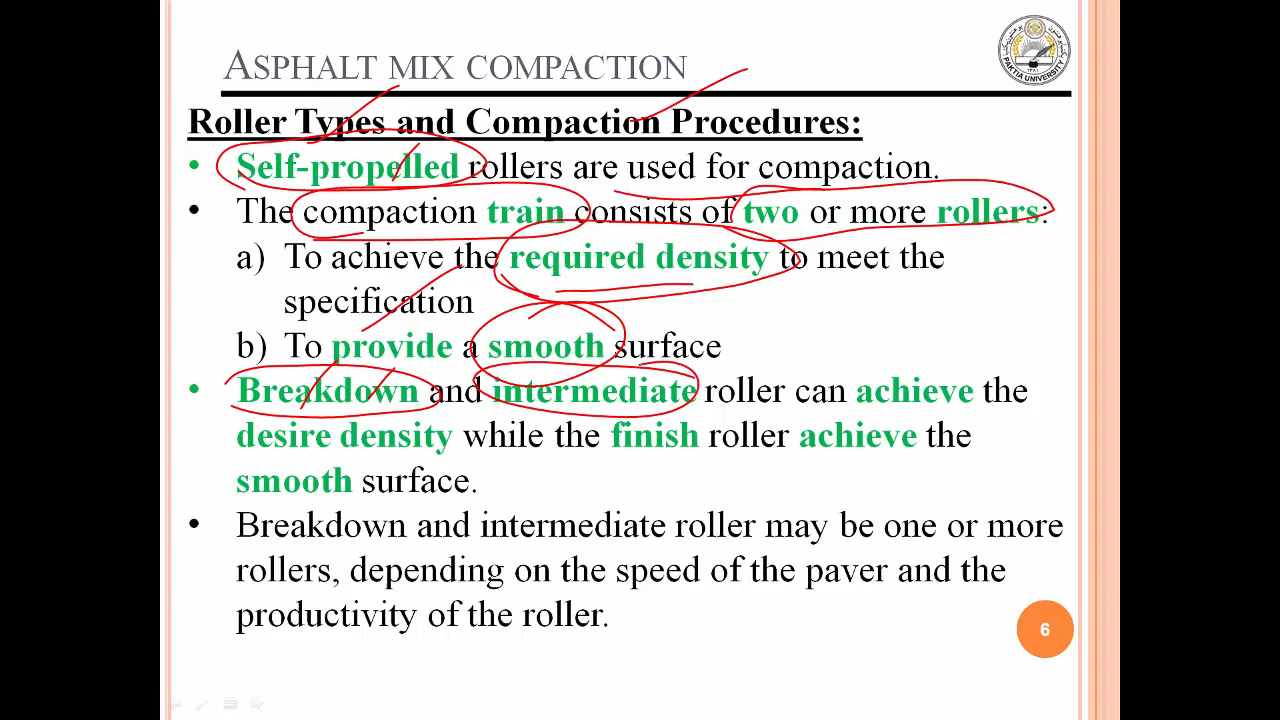 ASPHALT MIX COMPACTION
PAKTIA UNIVERSITY
Roller Types and Compaction Procedures:
• Self-propelled rollers are used for compaction.
• The compaction train consists of two or more rollers:
a) To achieve the required density to meet the
specification
b) To provide a smooth surface
• Breakdown and intermediate roller can achieve the
desire density while the finish roller achieve the
smooth surface.
• Breakdown and intermediate roller may be one or more
rollers, depending on the speed of the paver and the
productivity of the roller.
6